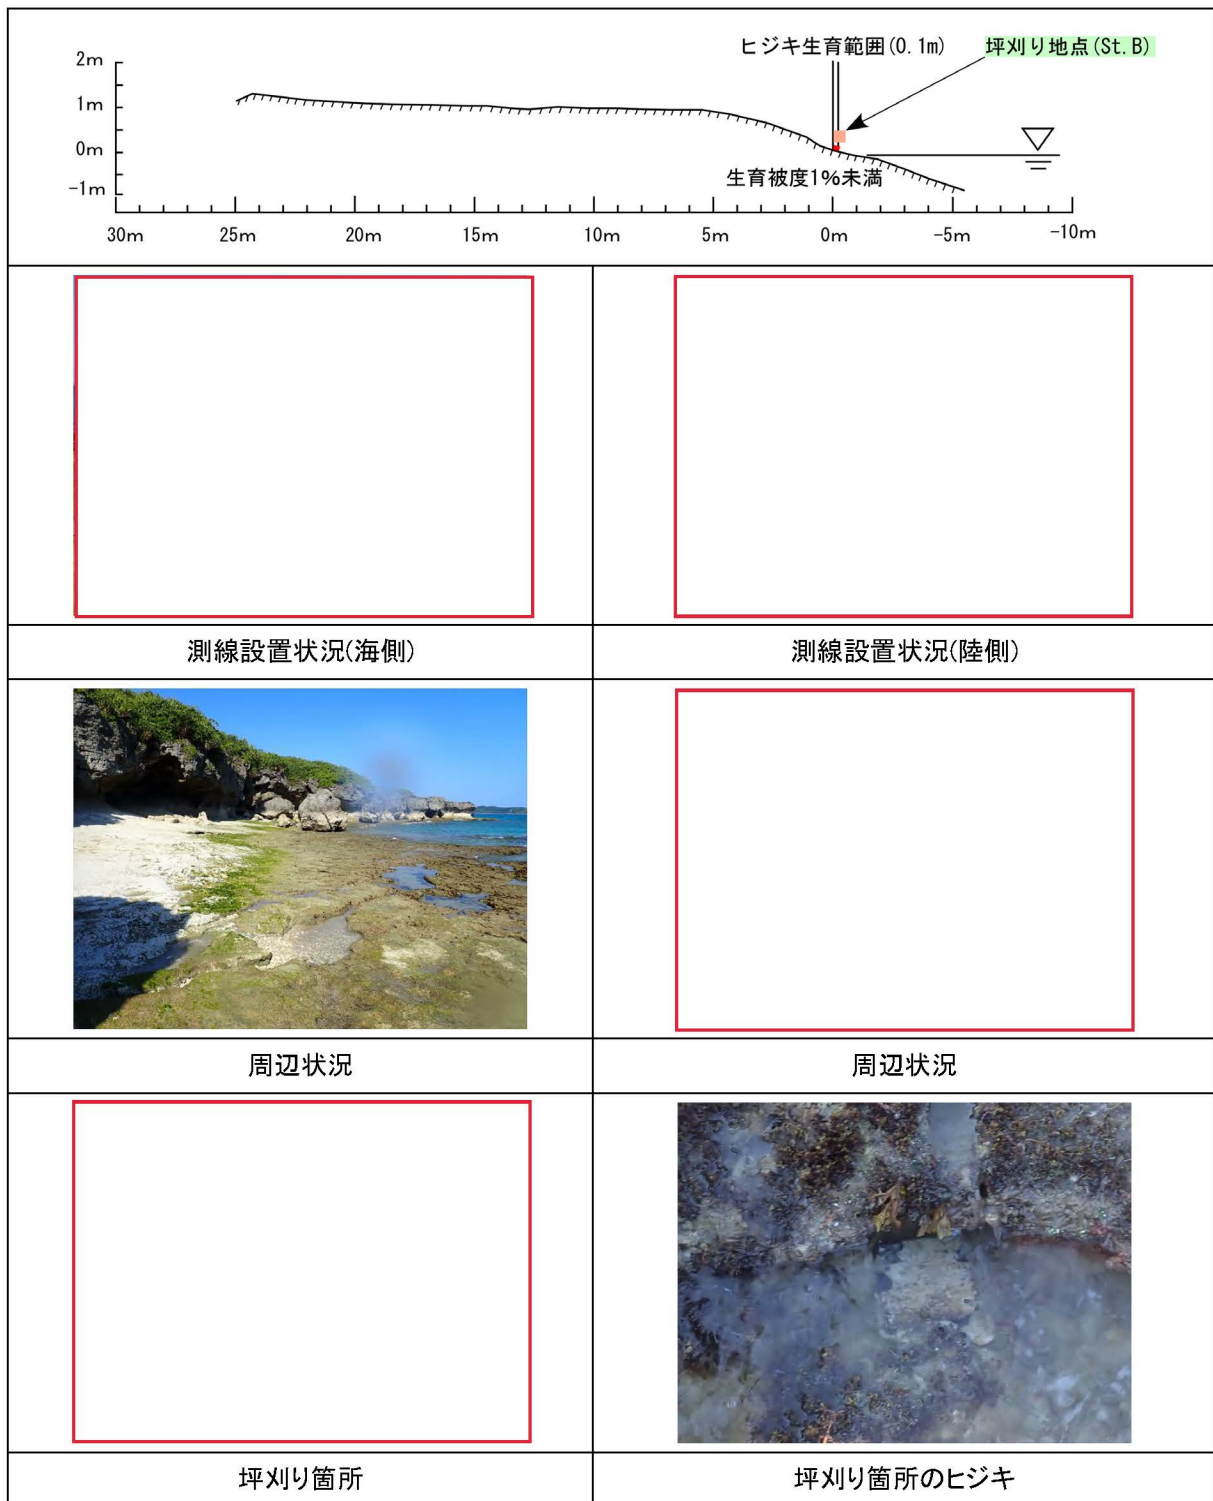 ヒジキ生育範囲(0.1m)
坪刈り地点(St.B)
2m
1m
0m
-1m
生育被度1%未満
30m
25m
20m
15m
10m
5m
0m
-5m
-10m
測線設置状況(海側)
測線設置状況(陸側)
周辺状況
周辺状況
坪刈り箇所
坪刈り箇所のヒジキ